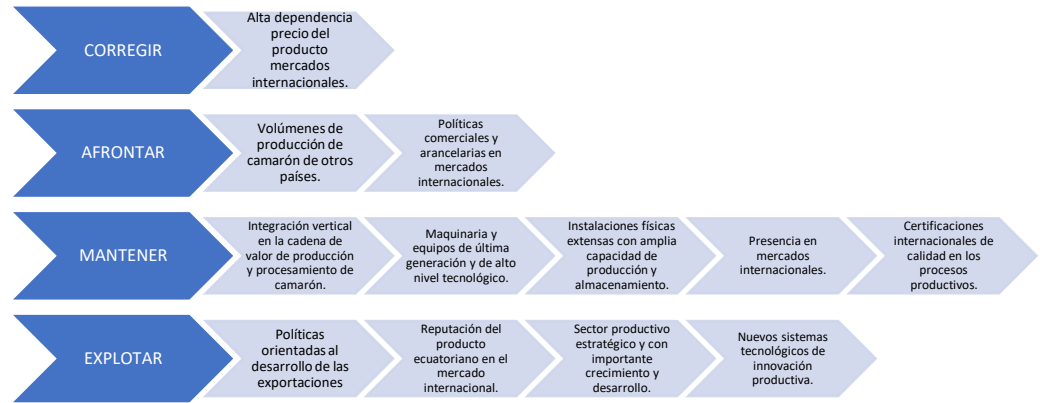 CORREGIR
Alta dependencia
precio del
producto
mercados
internacionales.
AFRONTAR
Volúmenes de
producción de
camarón de otros
países.
Políticas
comerciales y
arancelarias en
mercados
internacionales.
MANTENER
Integración vertical
en la cadena de
valor de producción
y procesamiento de
camarón.
Maquinaria y
equipos de última
generación y de alto
nivel tecnológico.
Instalaciones físicas
extensas con amplia
capacidad de
producción y
almacenamiento.
Presencia en
mercados
internacionales.
Certificaciones
internacionales de
calidad en los
procesos
productivos.
EXPLOTAR
Políticas
orientadas al
desarrollo de las
exportaciones
Reputación del
producto
ecuatoriano en el
mercado
internacional.
Sector productivo
estratégico y con
importante
crecimiento y
desarrollo.
Nuevos sistemas
tecnológicos de
innovación
productiva.